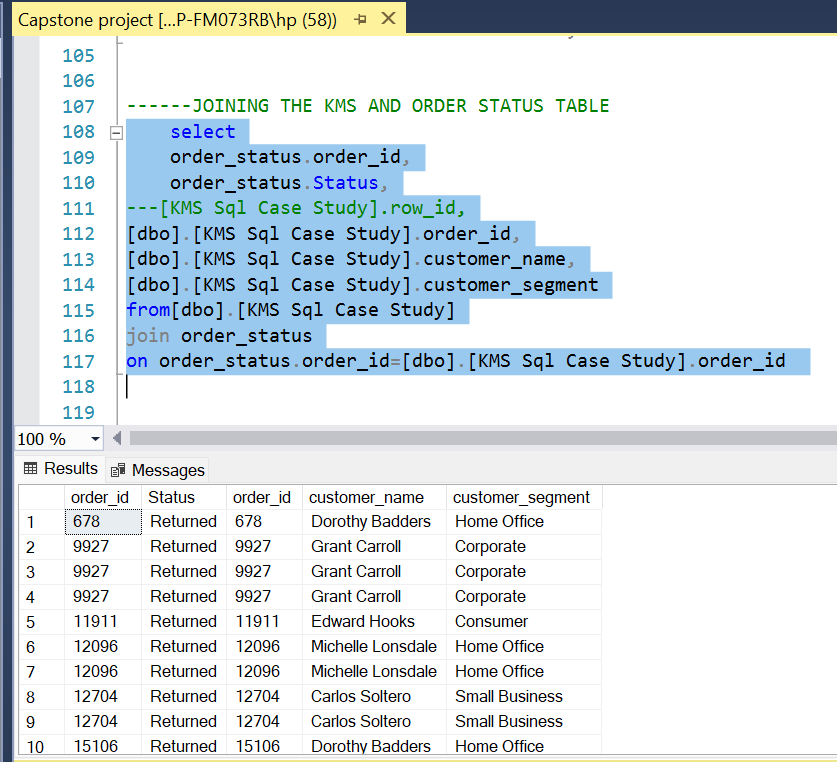 Capstone project [...P-FM073RB\hp (58))
105
106
107 ------JOINING THE KMS AND ORDER STATUS TABLE
108 select
109 order_status.order_id,
110 order_status.Status,
111 ---[KMS Sql Case Study].row_id,
112 [dbo].[KMS Sql Case Study].order_id,
113 [dbo].[KMS Sql Case Study].customer_name,
114 [dbo].[KMS Sql Case Study].customer_segment
115 from[dbo].[KMS Sql Case Study]
116 join order_status
117 on order_status.order_id=[dbo].[KMS Sql Case Study].order_id
118
119
100 %
Results Messages
order_id Status order_id customer_name customer_segment
1 678 Returned 678 Dorothy Badders Home Office
2 9927 Returned 9927 Grant Carroll Corporate
3 9927 Returned 9927 Grant Carroll Corporate
4 9927 Returned 9927 Grant Carroll Corporate
5 11911 Returned 11911 Edward Hooks Consumer
6 12096 Returned 12096 Michelle Lonsdale Home Office
7 12096 Returned 12096 Michelle Lonsdale Home Office
8 12704 Returned 12704 Carlos Soltero Small Business
9 12704 Returned 12704 Carlos Soltero Small Business
10 15106 Returned 15106 Dorothy Badders Home Office